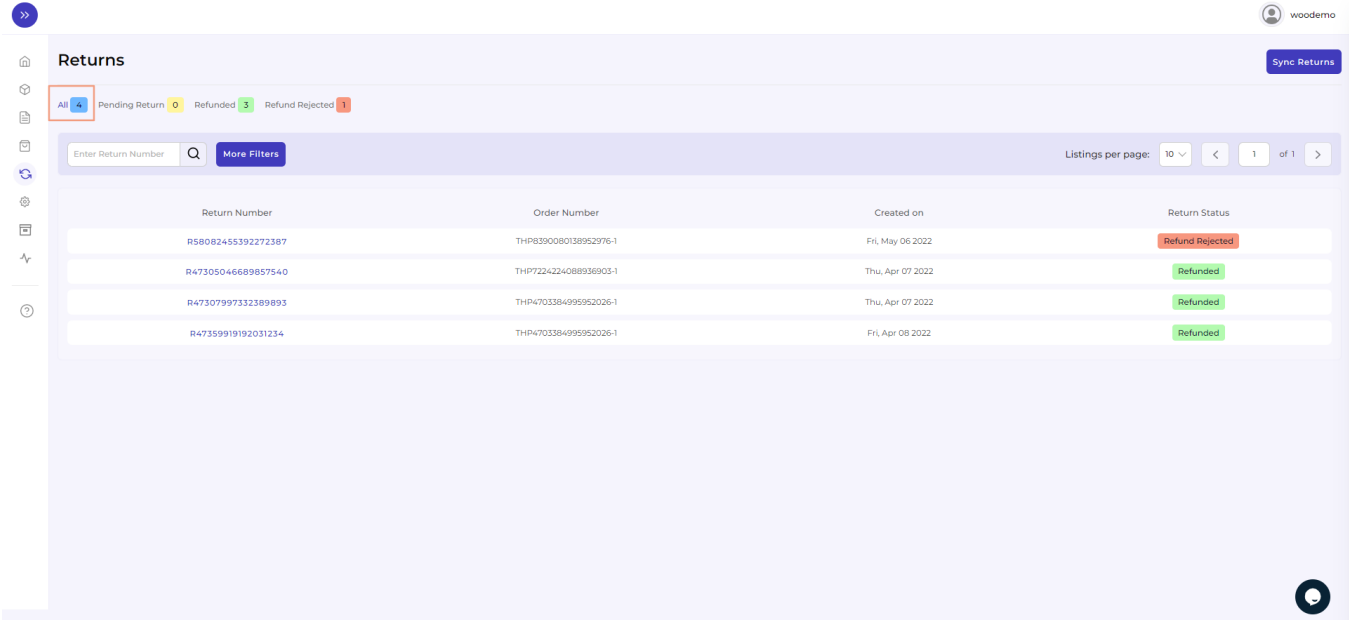 woodemo
Returns
Sync Returns
All 4 Pending Return 0 Refunded 3 Refund Rejected 1
Enter Return Number More Filters Listings per page: 10 1 of 1
Return Number Order Number Created on Return Status
R58082455392272387 THP8390080138952976-1 Fri, May 06 2022 Refund Rejected
R47305046689857540 THP7224224088936903-1 Thu, Apr 07 2022 Refunded
R47307997332389893 THP4703384995952026-1 Thu, Apr 07 2022 Refunded
R47359919192031234 THP4703384995952026-1 Fri, Apr 08 2022 Refunded